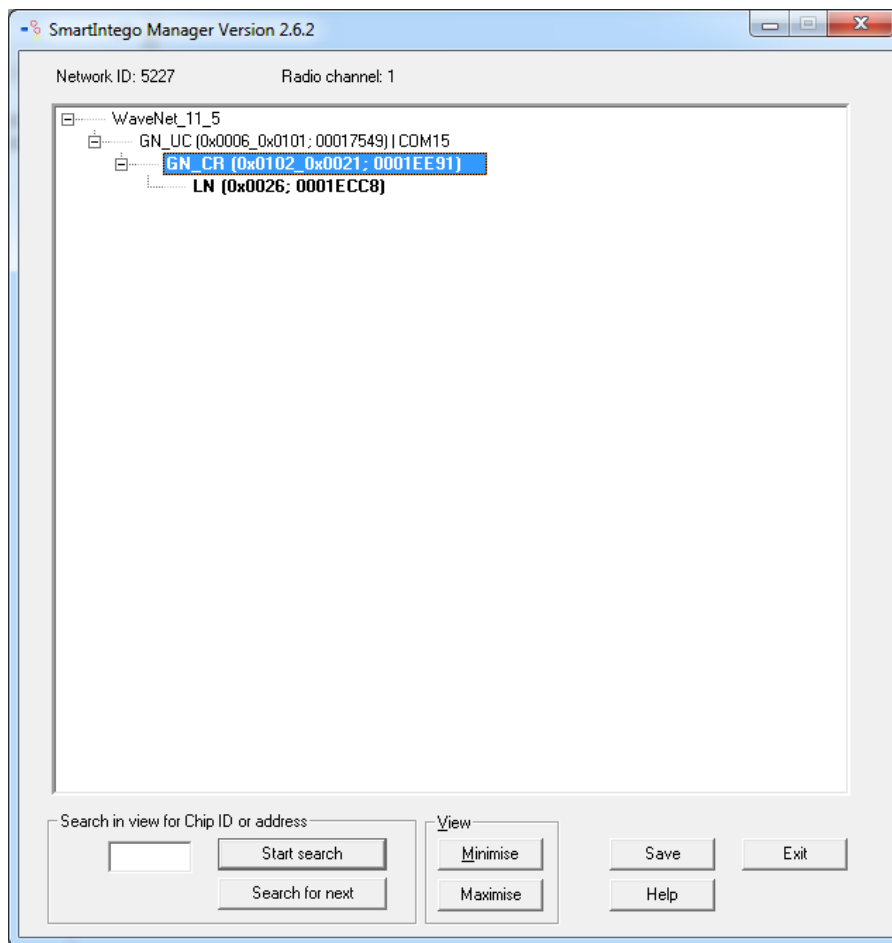 SmartIntego Manager Version 2.6.2
Network ID: 5227 Radio channel: 1
WaveNet_11_5
GN_UC (0x0006_0x0101; 00017549) | COM15
GN_CR (0x0102_0x0021; 0001EE91)
LN (0x0026; 0001ECC8)
Search in view for Chip ID or address
Start search
Search for next
View
Minimise
Maximise
Save
Help
Exit